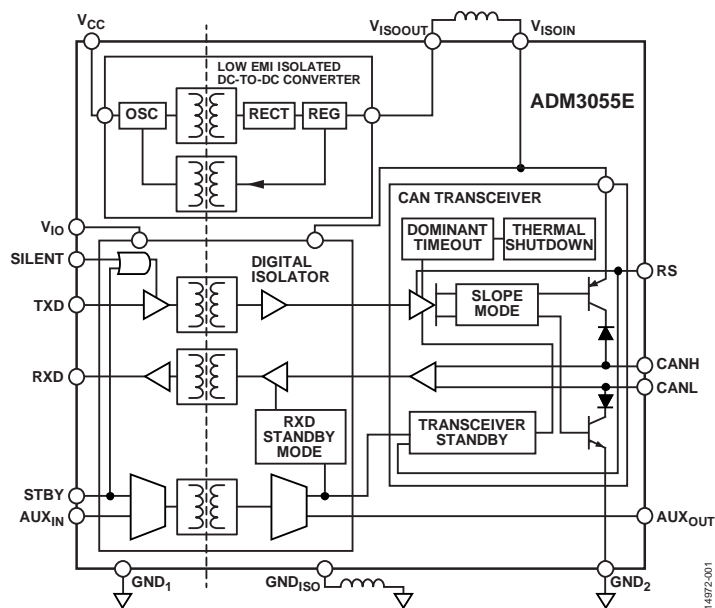 VCC
VISOOUT
VISOIN
LOW EMI ISOLATED
DC-TO-DC CONVERTER
OSC
RECT
REG
ADM3055E
CAN TRANSCEIVER
DOMINANT
TIMEOUT
THERMAL
SHUTDOWN
VIO
SILENT
DIGITAL
ISOLATOR
RS
TXD
SLOPE
MODE
RXD
CANH
CANL
RXD
STANDBY
MODE
TRANSCEIVER
STANDBY
STBY
AUXIN
AUXOUT
GND1
GNDISO
GND2
14972-001